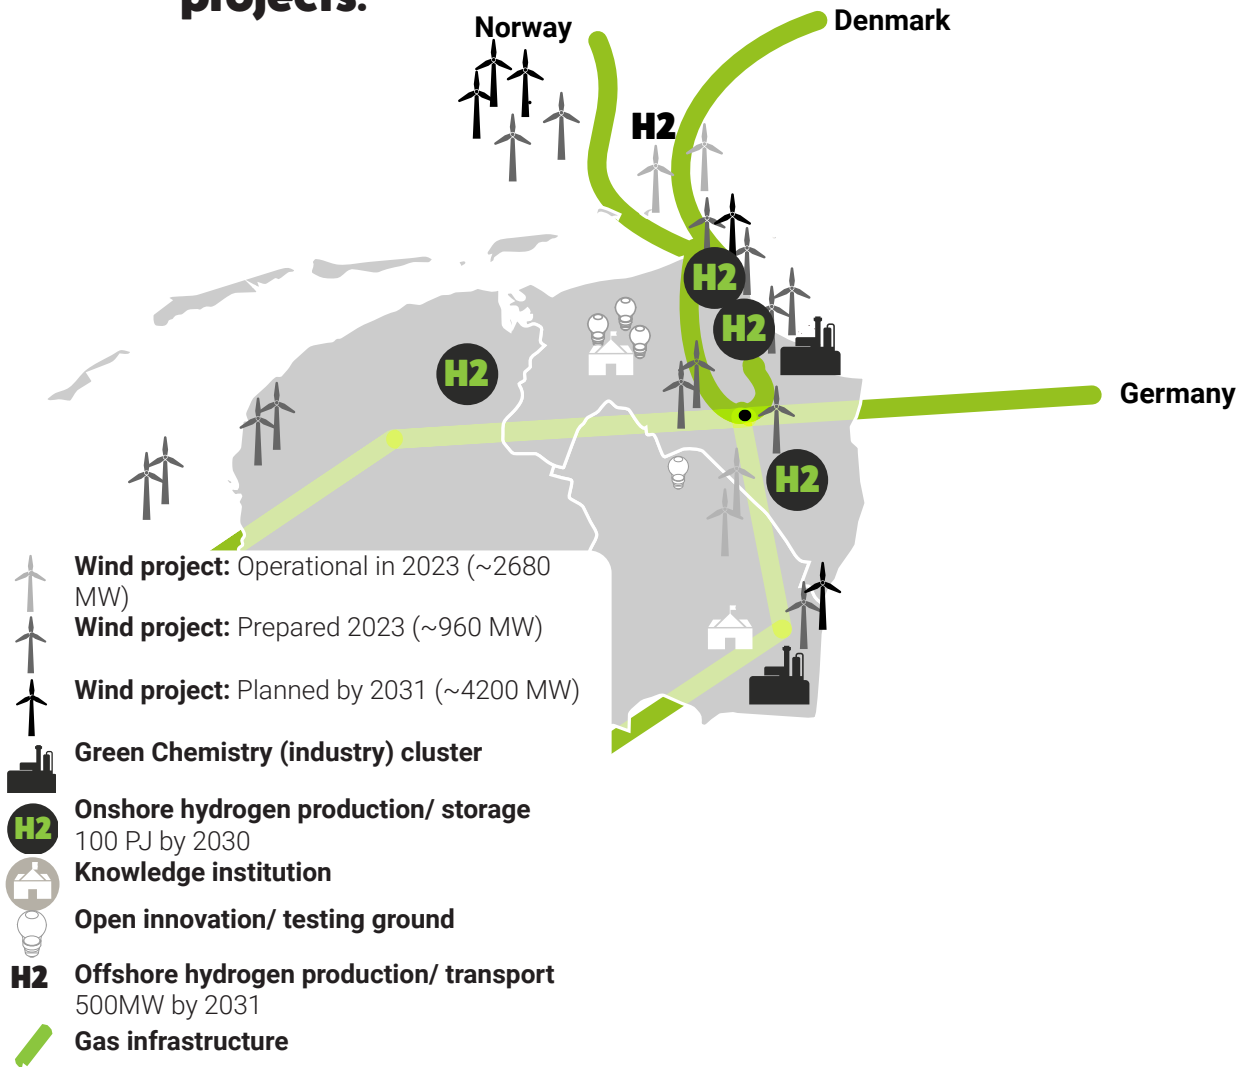 projects.
Norway
Denmark
H2
H2
H2
H2
H2
Germany
Wind project: Operational in 2023 (~2680
MW)
Wind project: Prepared 2023 (~960 MW)
Wind project: Planned by 2031 (~4200 MW)
Green Chemistry (industry) cluster
Onshore hydrogen production/ storage
H2
100 PJ by 2030
Knowledge institution
Open innovation/ testing ground
H2 Offshore hydrogen production/ transport
500MW by 2031
Gas infrastructure